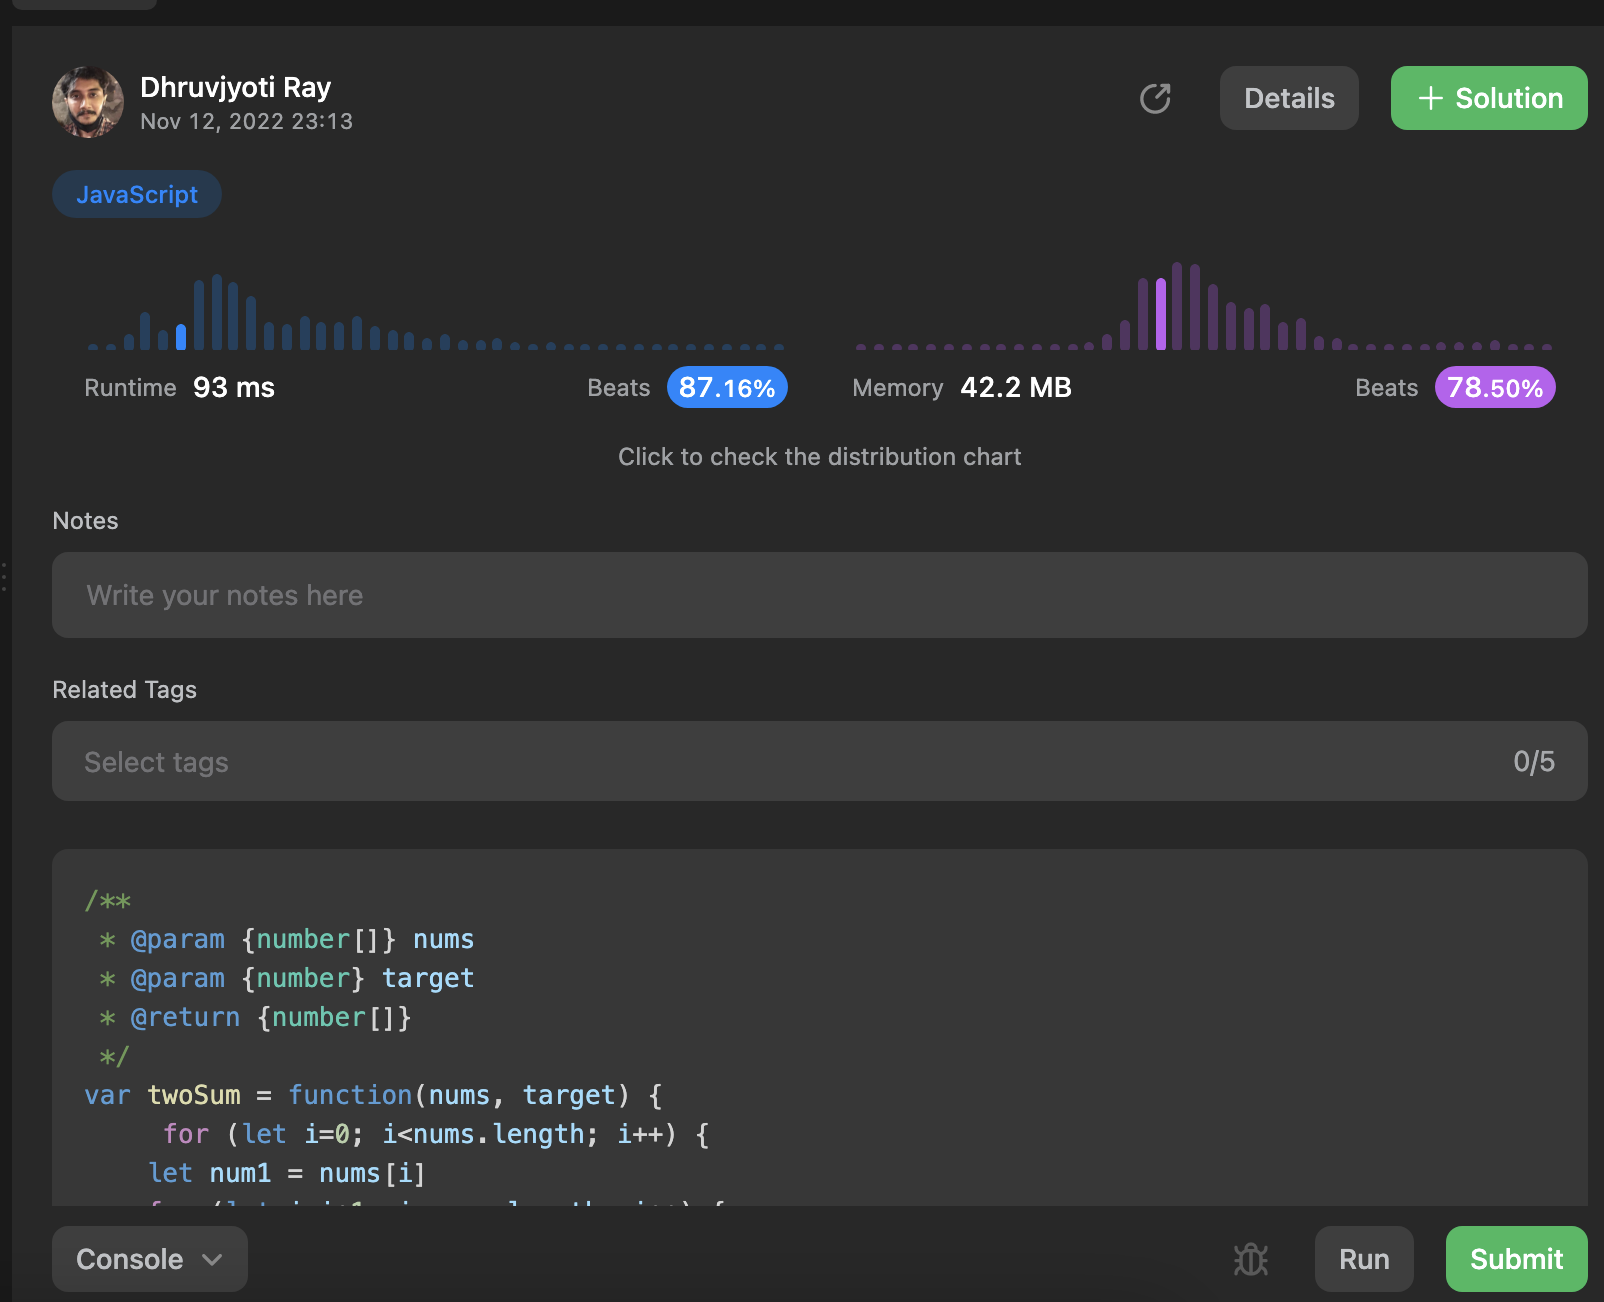 Dhruvjyoti Ray
Nov 12, 2022 23:13
Details
+ Solution
JavaScript
Runtime 93 ms Beats 87.16%
Memory 42.2 MB Beats 78.50%
Click to check the distribution chart
Notes
Write your notes here
Related Tags
Select tags 0/5
/**
 * @param {number[]} nums
 * @param {number} target
 * @return {number[]}
 */
var twoSum = function(nums, target) {
     for (let i=0; i<nums.length; i++) {
    let num1 = nums[i]
Console
Run
Submit